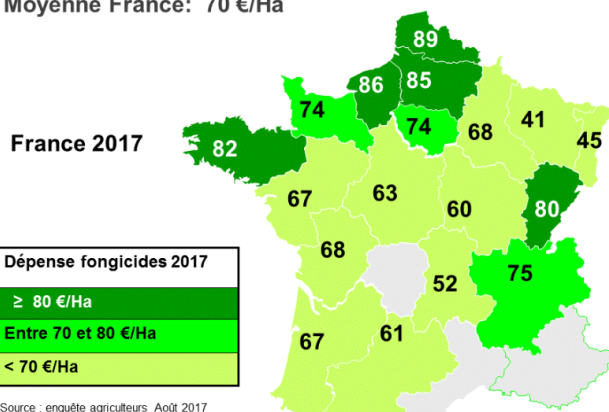 Moyenne France: 70 €/Ha
89
86
85
74
74
68
41
45
France 2017
82
67
63
60
80
68
52
75
67
61
Dépense fongicides 2017
≥ 80 €/Ha
Entre 70 et 80 €/Ha
< 70 €/Ha
Source : enquête agriculteurs Août 2017